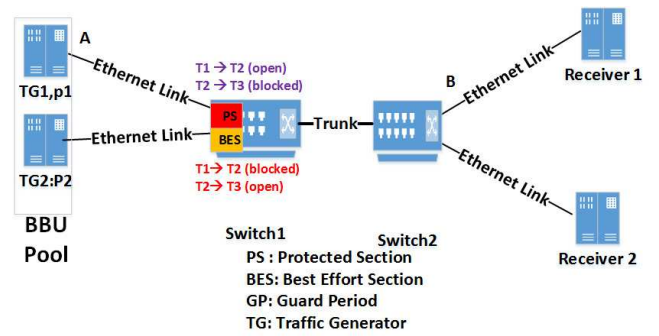 A
Ethernet Link
TG1,p1
T1 → T2 (open)
T2 → T3 (blocked)
PS
BES
Ethernet Link
TG2:P2
T1→ T2 (blocked)
T2→ T3 (open)
BBU
Pool
Trunk
B
Ethernet Link
Receiver 1
Ethernet Link
Receiver 2
Switch1
Switch2
PS : Protected Section
BES: Best Effort Section
GP: Guard Period
TG: Traffic Generator